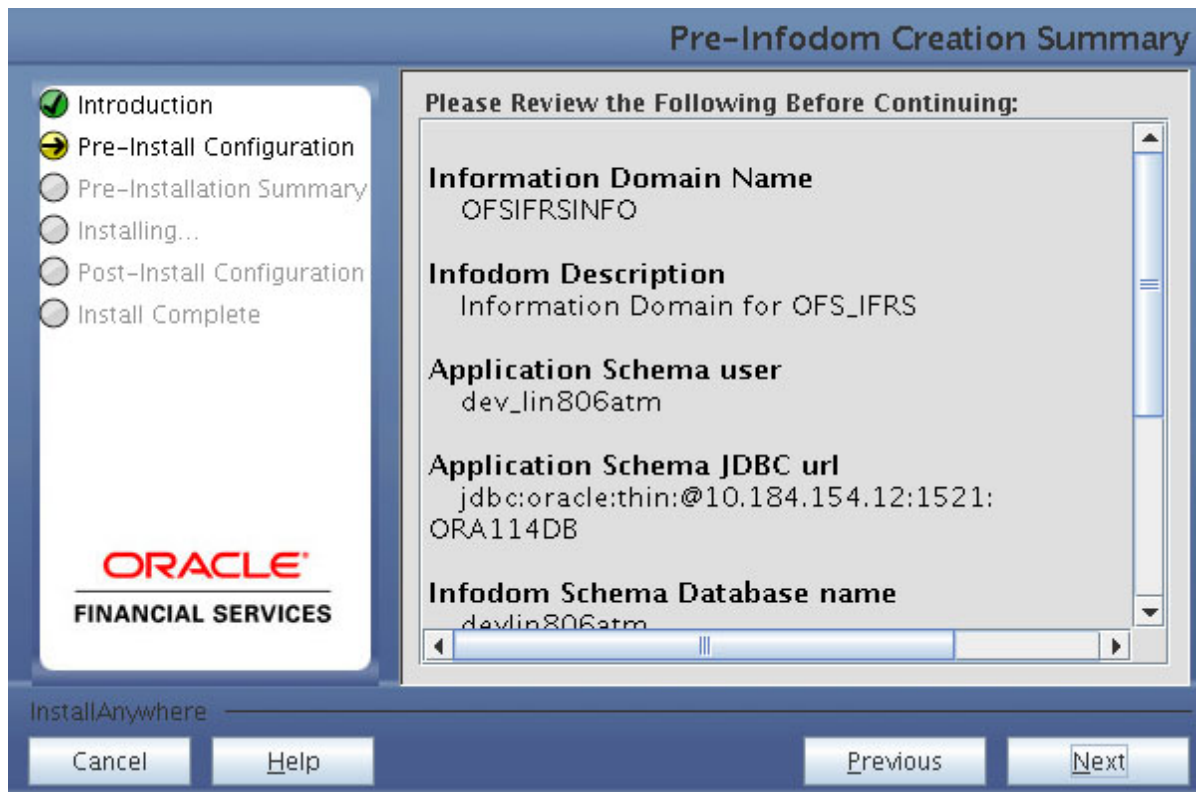 Pre-Infodom Creation Summary
Introduction
Pre-Install Configuration
Pre-Installation Summary
Installing...
Post-Install Configuration
Install Complete
ORACLE
FINANCIAL SERVICES
Please Review the Following Before Continuing:
Information Domain Name
OFSIFRSINFO
Infodom Description
Information Domain for OFS_IFRS
Application Schema user
dev_lin806atm
Application Schema JDBC url
jdbc:oracle:thin:@10.184.154.12:1521:
ORA114DB
Infodom Schema Database name
devlin806atm
InstallAnywhere
Cancel
Help
Previous
Next